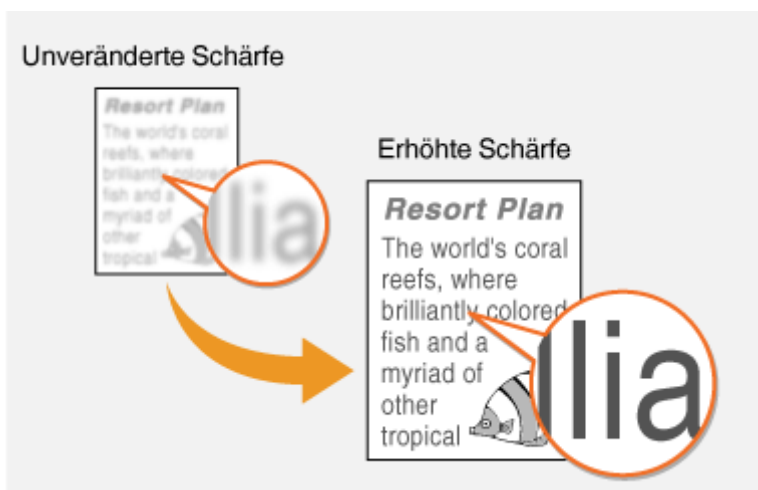 Unveränderte Schärfe
Resort Plan
The world's coral
reefs, where
brilliantly colored
fish and a
myriad of
other
tropical
lia
Erhöhte Schärfe
Resort Plan
The world's coral
reefs, where
brilliantly colored
fish and a
myriad of
other
tropical
llia